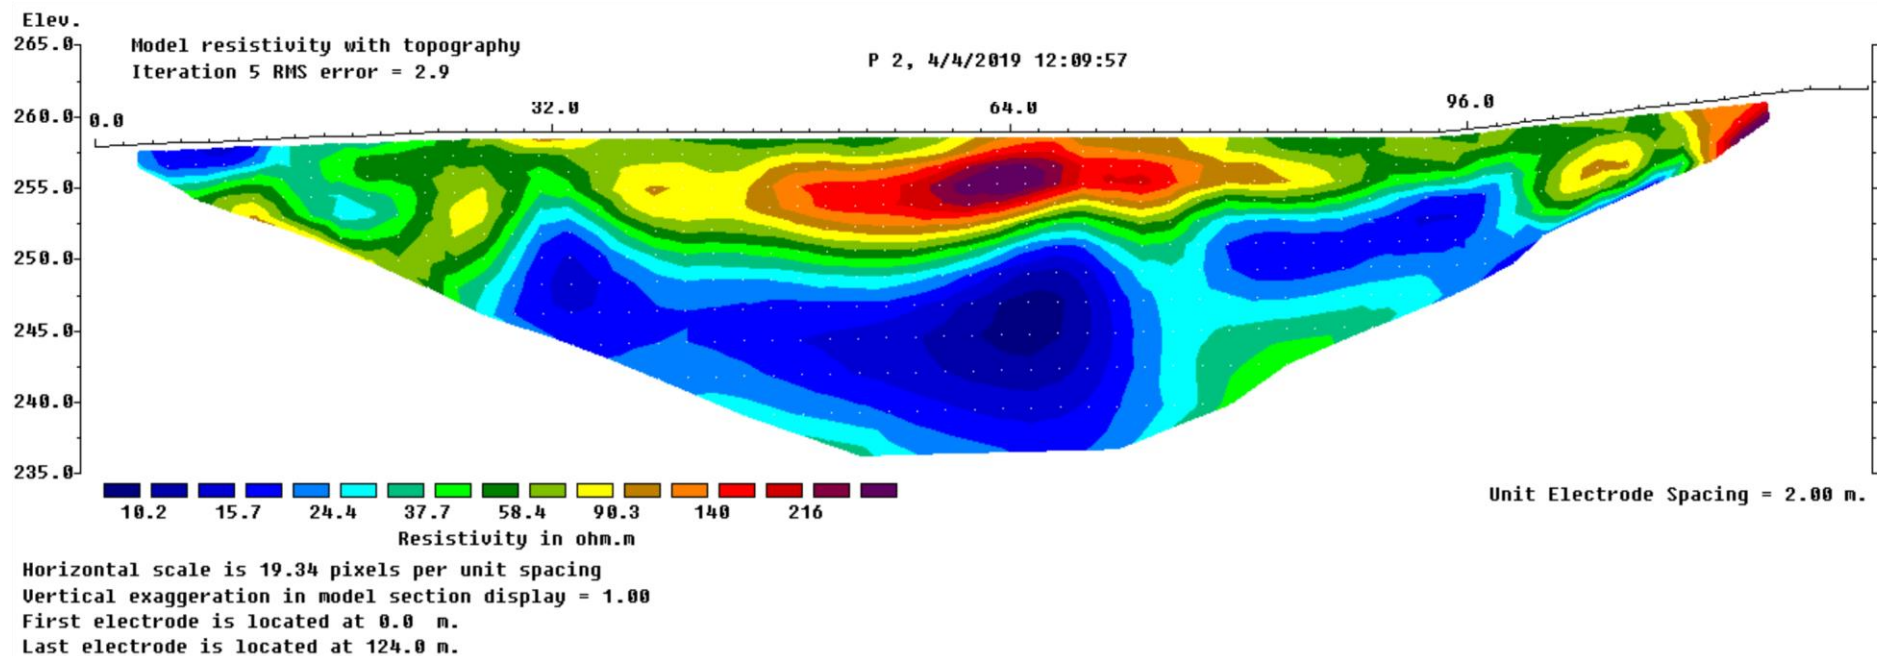 Elev.
265.0
Model resistivity with topography
Iteration 5 RMS error = 2.9
P 2, 4/4/2019 12:09:57
260.0
0.0
32.0
64.0
96.0
255.0
250.0
245.0
240.0
235.0
10.2 15.7 24.4 37.7 58.4 90.3 140 216
Resistivity in ohm.m
Unit Electrode Spacing = 2.00 m.
Horizontal scale is 19.34 pixels per unit spacing
Vertical exaggeration in model section display = 1.00
First electrode is located at 0.0 m.
Last electrode is located at 124.0 m.